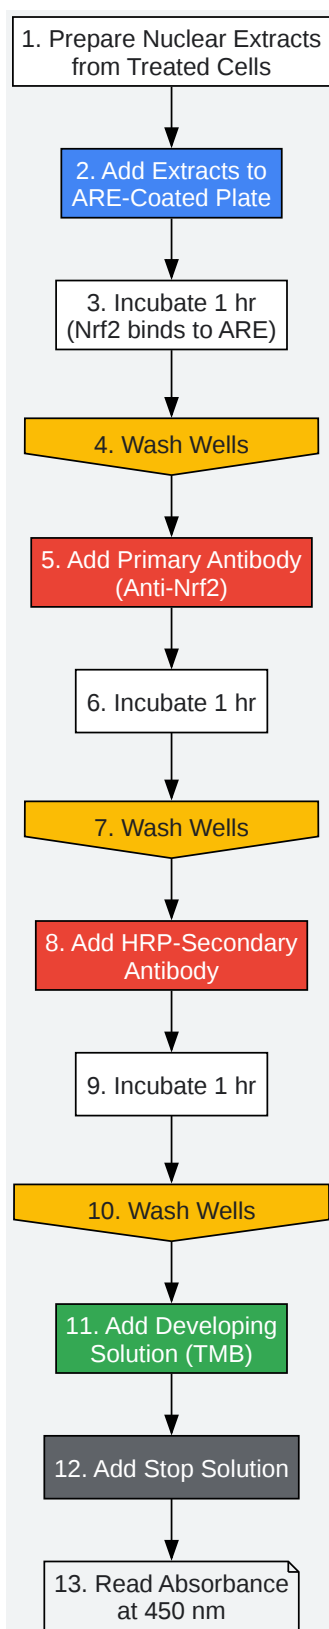 1. Prepare Nuclear Extracts
from Treated Cells
2. Add Extracts to
ARE-Coated Plate
3. Incubate 1 hr
(Nrf2 binds to ARE)
4. Wash Wells
5. Add Primary Antibody
(Anti-Nrf2)
6. Incubate 1 hr
7. Wash Wells
8. Add HRP-Secondary
Antibody
9. Incubate 1 hr
10. Wash Wells
11. Add Developing
Solution (TMB)
12. Add Stop Solution
13. Read Absorbance
at 450 nm